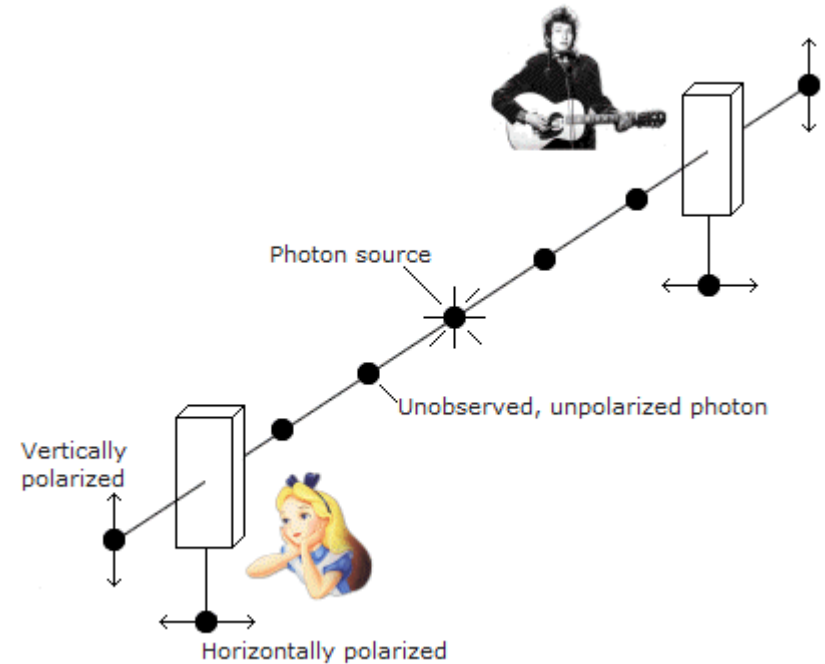 Photon source
Unobserved, unpolarized photon
Vertically
polarized
Horizontally polarized